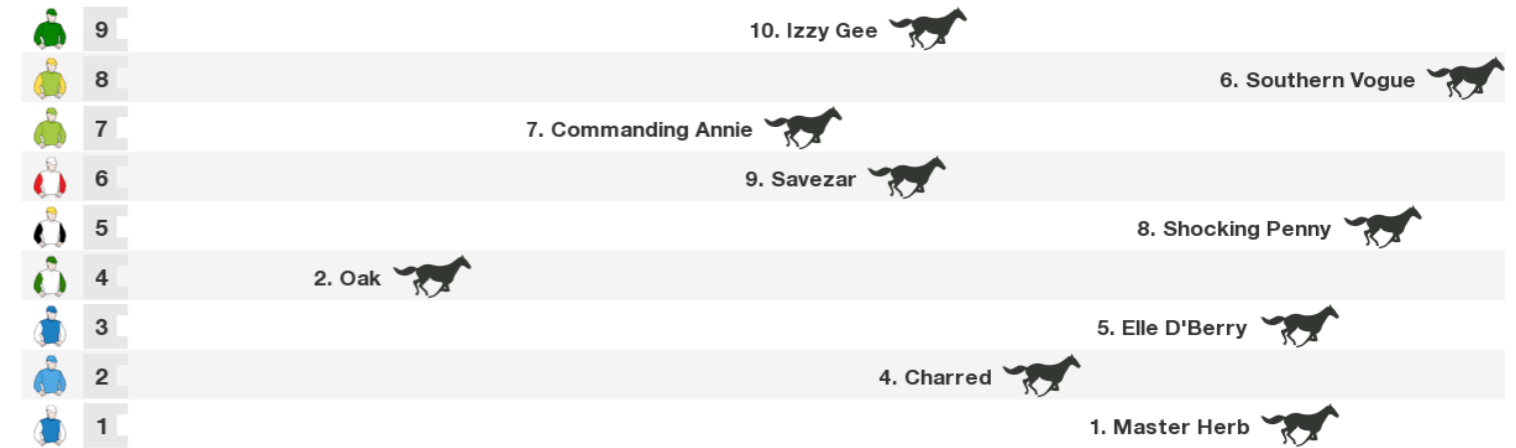 9 10. Izzy Gee
8 6. Southern Vogue
7 7. Commanding Annie
6 9. Savezar
5 8. Shocking Penny
4 2. Oak
3 5. Elle D'Berry
2 4. Charred
1 1. Master Herb